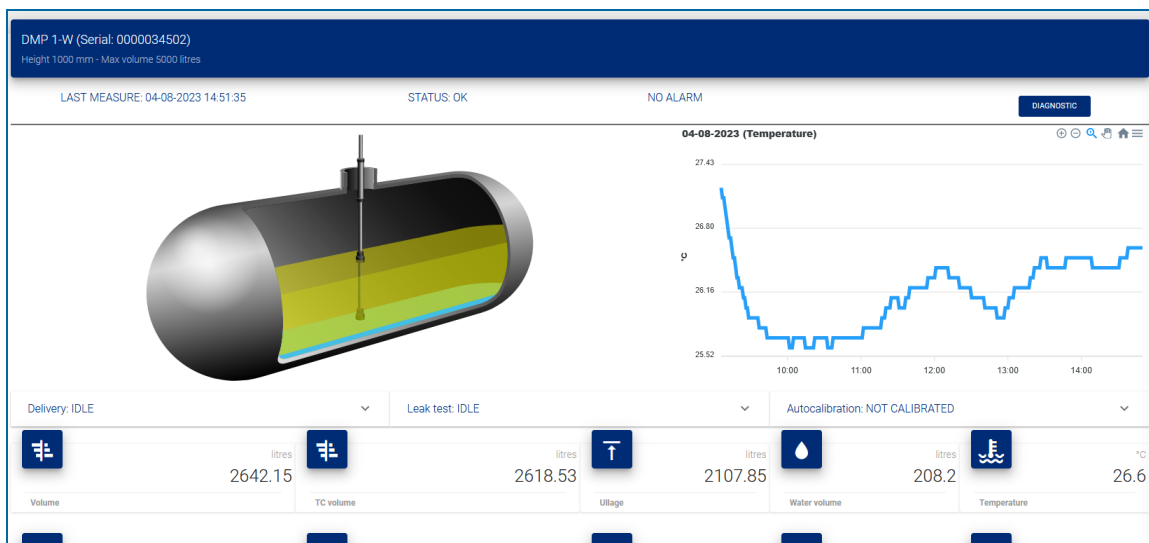 DMP 1-W (Serial: 0000034502)
Height 1000 mm - Max volume 5000 litres
LAST MEASURE: 04-08-2023 14:51:35
STATUS: OK
NO ALARM
DIAGNOSTIC
04-08-2023 (Temperature)
27.43
26.80
26.16
25.52
°C
10:00
11:00
12:00
13:00
14:00
Delivery: IDLE
Leak test: IDLE
Autocalibration: NOT CALIBRATED
litres
2642.15
Volume
litres
2618.53
TC volume
litres
2107.85
Ullage
litres
208.2
Water volume
°C
26.6
Temperature